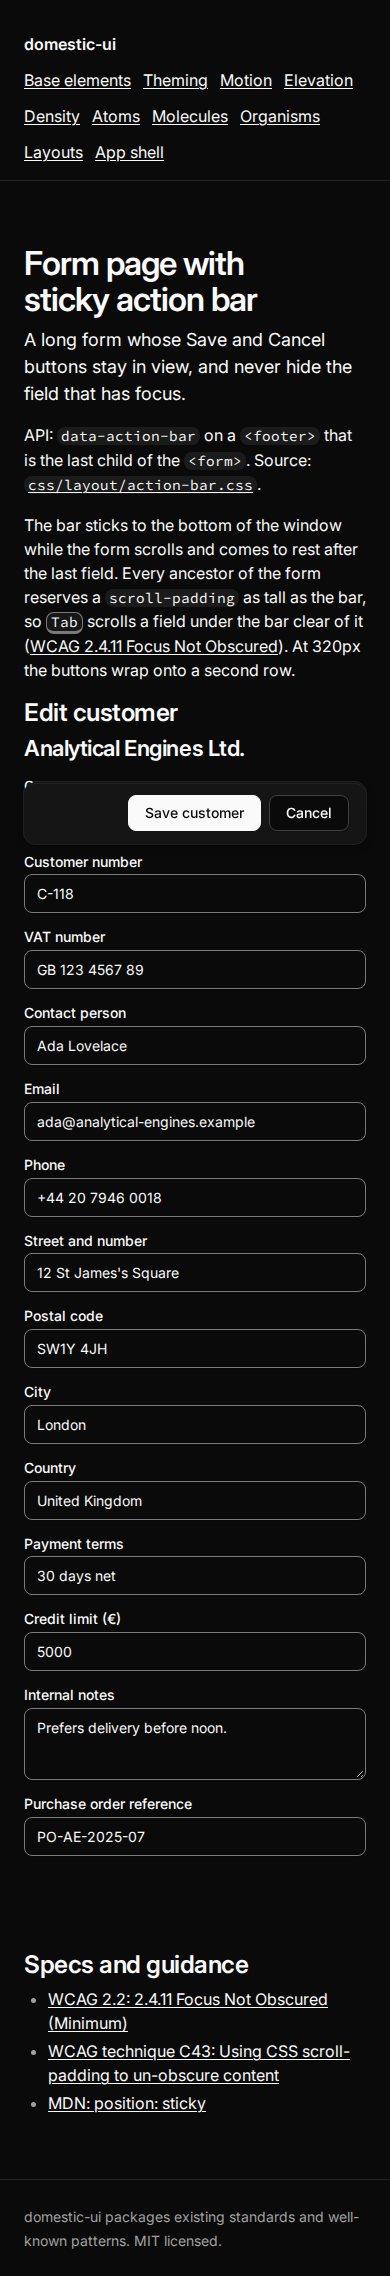 domestic-ui
Base elements Theming Motion Elevation
Density Atoms Molecules Organisms
Layouts App shell
Form page with
sticky action bar
A long form whose Save and Cancel
buttons stay in view, and never hide the
field that has focus.
API: data-action-bar on a <footer> that
is the last child of the <form>. Source:
css/layout/action-bar.css.
The bar sticks to the bottom of the window
while the form scrolls and comes to rest after
the last field. Every ancestor of the form
reserves a scroll-padding as tall as the bar,
so Tab scrolls a field under the bar clear of it
(WCAG 2.4.11 Focus Not Obscured). At 320px
the buttons wrap onto a second row.
Edit customer
Analytical Engines Ltd.
Save customer Cancel
Customer number
C-118
VAT number
GB 123 4567 89
Contact person
Ada Lovelace
Email
ada@analytical-engines.example
Phone
+44 20 7946 0018
Street and number
12 St James's Square
Postal code
SW1Y 4JH
City
London
Country
United Kingdom
Payment terms
30 days net
Credit limit (€)
5000
Internal notes
Prefers delivery before noon.
Purchase order reference
PO-AE-2025-07
Specs and guidance
WCAG 2.2: 2.4.11 Focus Not Obscured
(Minimum)
WCAG technique C43: Using CSS scroll-
padding to un-obscure content
MDN: position: sticky
domestic-ui packages existing standards and well-
known patterns. MIT licensed.